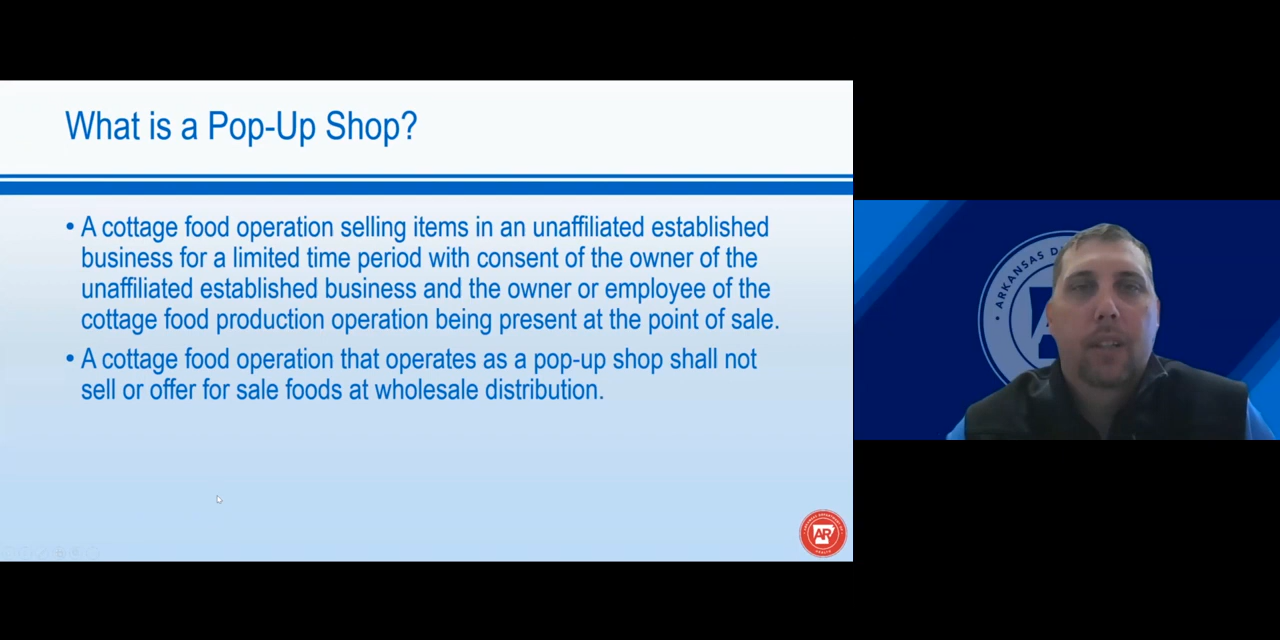 What is a Pop-Up Shop?
• A cottage food operation selling items in an unaffiliated established
business for a limited time period with consent of the owner of the
unaffiliated established business and the owner or employee of the
cottage food production operation being present at the point of sale.
• A cottage food operation that operates as a pop-up shop shall not
sell or offer for sale foods at wholesale distribution.
ARKANSAS D
AR